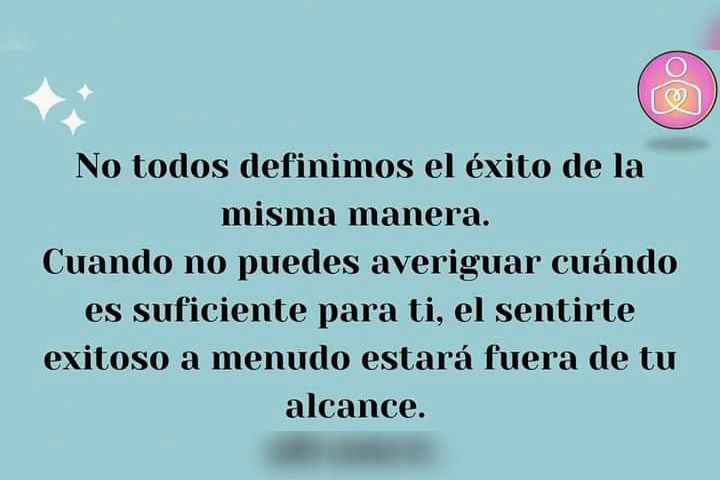 No todos definimos el éxito de la
misma manera.
Cuando no puedes averiguar cuándo
es suficiente para ti, el sentirte
exitoso a menudo estará fuera de tu
alcance.